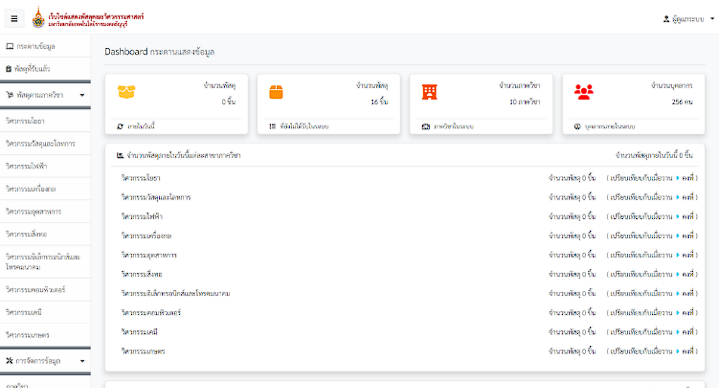 เว็บไซต์แสดงพัสดุคณะวิศวกรรมศาสตร์
มหาวิทยาลัยเทคโนโลยีราชมงคลธัญบุรี
ผู้ดูแลระบบ
กระดานข้อมูล
พัสดุที่รับแล้ว
พัสดุตามภาควิชา
วิศวกรรมโยธา
วิศวกรรมวัสดุและโลหการ
วิศวกรรมไฟฟ้า
วิศวกรรมเครื่องกล
วิศวกรรมอุตสาหการ
วิศวกรรมสิ่งทอ
วิศวกรรมอิเล็กทรอนิกส์และ
โทรคมนาคม
วิศวกรรมคอมพิวเตอร์
วิศวกรรมเคมี
วิศวกรรมเกษตร
การจัดการข้อมูล
ภาควิชา
Dashboard กระดานแสดงข้อมูล
จำนวนพัสดุ
0 ชิ้น
ภายในวันนี้
จำนวนพัสดุ
16 ชิ้น
ที่ยังไม่ได้รับในระบบ
จำนวนภาควิชา
10 ภาควิชา
ภาควิชาในระบบ
จำนวนบุคลากร
256 คน
บุคลากรภายในระบบ
จำนวนพัสดุภายในวันนี้แต่ละสาขาภาควิชา จำนวนพัสดุภายในวันนี้ 0 ชิ้น
วิศวกรรมโยธา จำนวนพัสดุ 0 ชิ้น ( เปรียบเทียบกับเมื่อวาน คงที่ )
วิศวกรรมวัสดุและโลหการ จำนวนพัสดุ 0 ชิ้น ( เปรียบเทียบกับเมื่อวาน คงที่ )
วิศวกรรมไฟฟ้า จำนวนพัสดุ 0 ชิ้น ( เปรียบเทียบกับเมื่อวาน คงที่ )
วิศวกรรมเครื่องกล จำนวนพัสดุ 0 ชิ้น ( เปรียบเทียบกับเมื่อวาน คงที่ )
วิศวกรรมอุตสาหการ จำนวนพัสดุ 0 ชิ้น ( เปรียบเทียบกับเมื่อวาน คงที่ )
วิศวกรรมสิ่งทอ จำนวนพัสดุ 0 ชิ้น ( เปรียบเทียบกับเมื่อวาน คงที่ )
วิศวกรรมอิเล็กทรอนิกส์และโทรคมนาคม จำนวนพัสดุ 0 ชิ้น ( เปรียบเทียบกับเมื่อวาน คงที่ )
วิศวกรรมคอมพิวเตอร์ จำนวนพัสดุ 0 ชิ้น ( เปรียบเทียบกับเมื่อวาน คงที่ )
วิศวกรรมเคมี จำนวนพัสดุ 0 ชิ้น ( เปรียบเทียบกับเมื่อวาน คงที่ )
วิศวกรรมเกษตร จำนวนพัสดุ 0 ชิ้น ( เปรียบเทียบกับเมื่อวาน คงที่ )